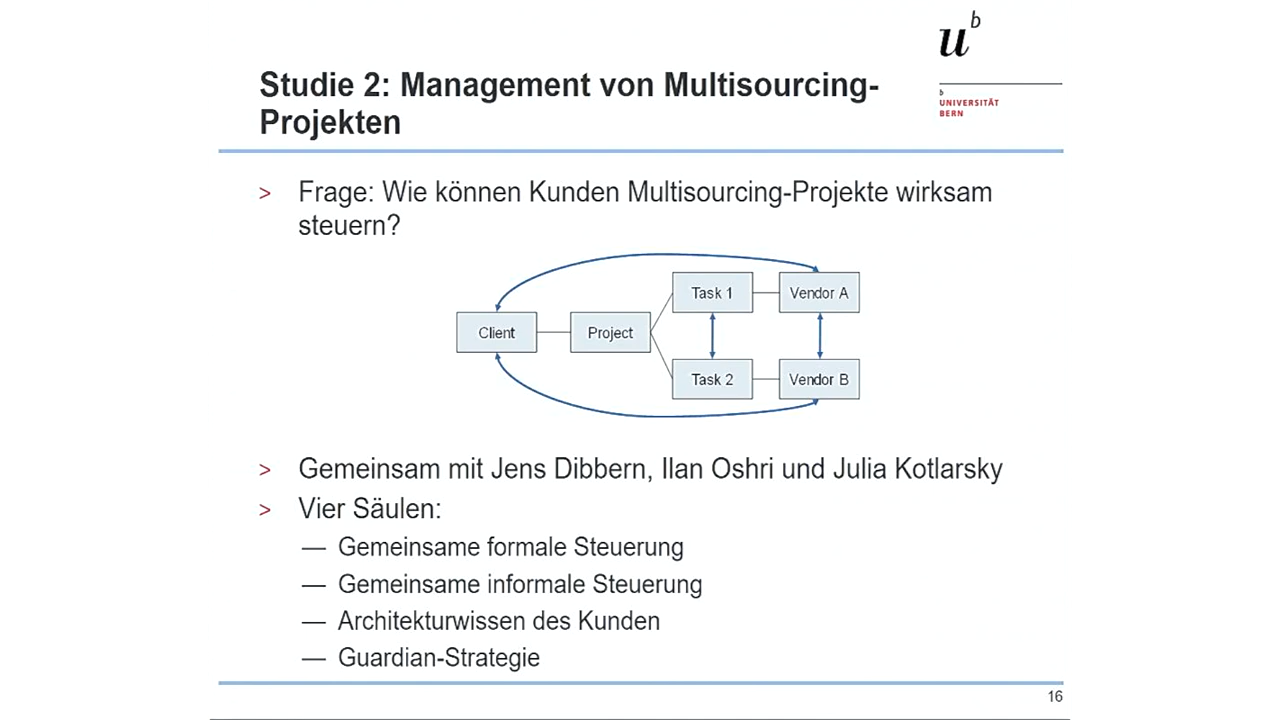 u^b
Studie 2: Management von Multisourcing-
Projekten
b
UNIVERSITÄT
BERN
> Frage: Wie können Kunden Multisourcing-Projekte wirksam
steuern?
Task 1
Vendor A
Client
Project
Task 2
Vendor B
> Gemeinsam mit Jens Dibbern, Ilan Oshri und Julia Kotlarsky
> Vier Säulen:
— Gemeinsame formale Steuerung
— Gemeinsame informale Steuerung
— Architekturwissen des Kunden
— Guardian-Strategie
16